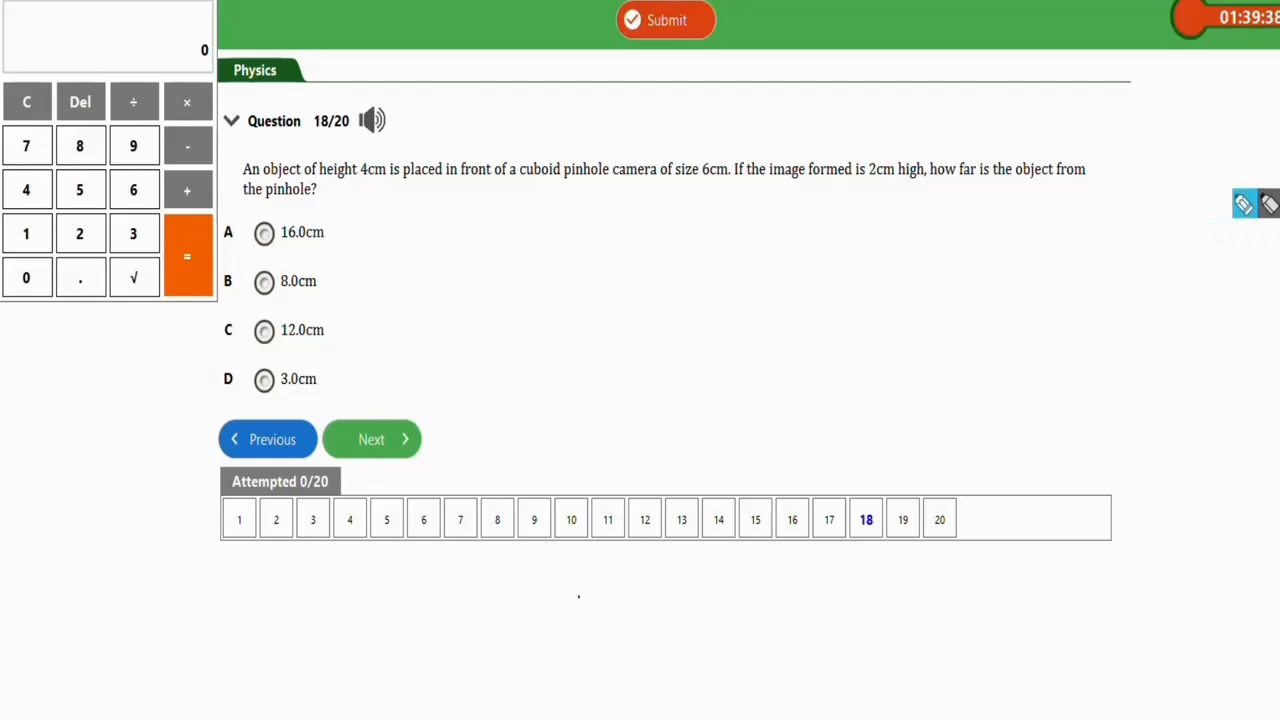 0
Submit
01:39:38
Physics
C Del ÷ ×
7 8 9 -
4 5 6 +
1 2 3 =
0 . √
Question 18/20
An object of height 4cm is placed in front of a cuboid pinhole camera of size 6cm. If the image formed is 2cm high, how far is the object from
the pinhole?
A 16.0cm
B 8.0cm
C 12.0cm
D 3.0cm
Previous Next
Attempted 0/20
1 2 3 4 5 6 7 8 9 10 11 12 13 14 15 16 17 18 19 20